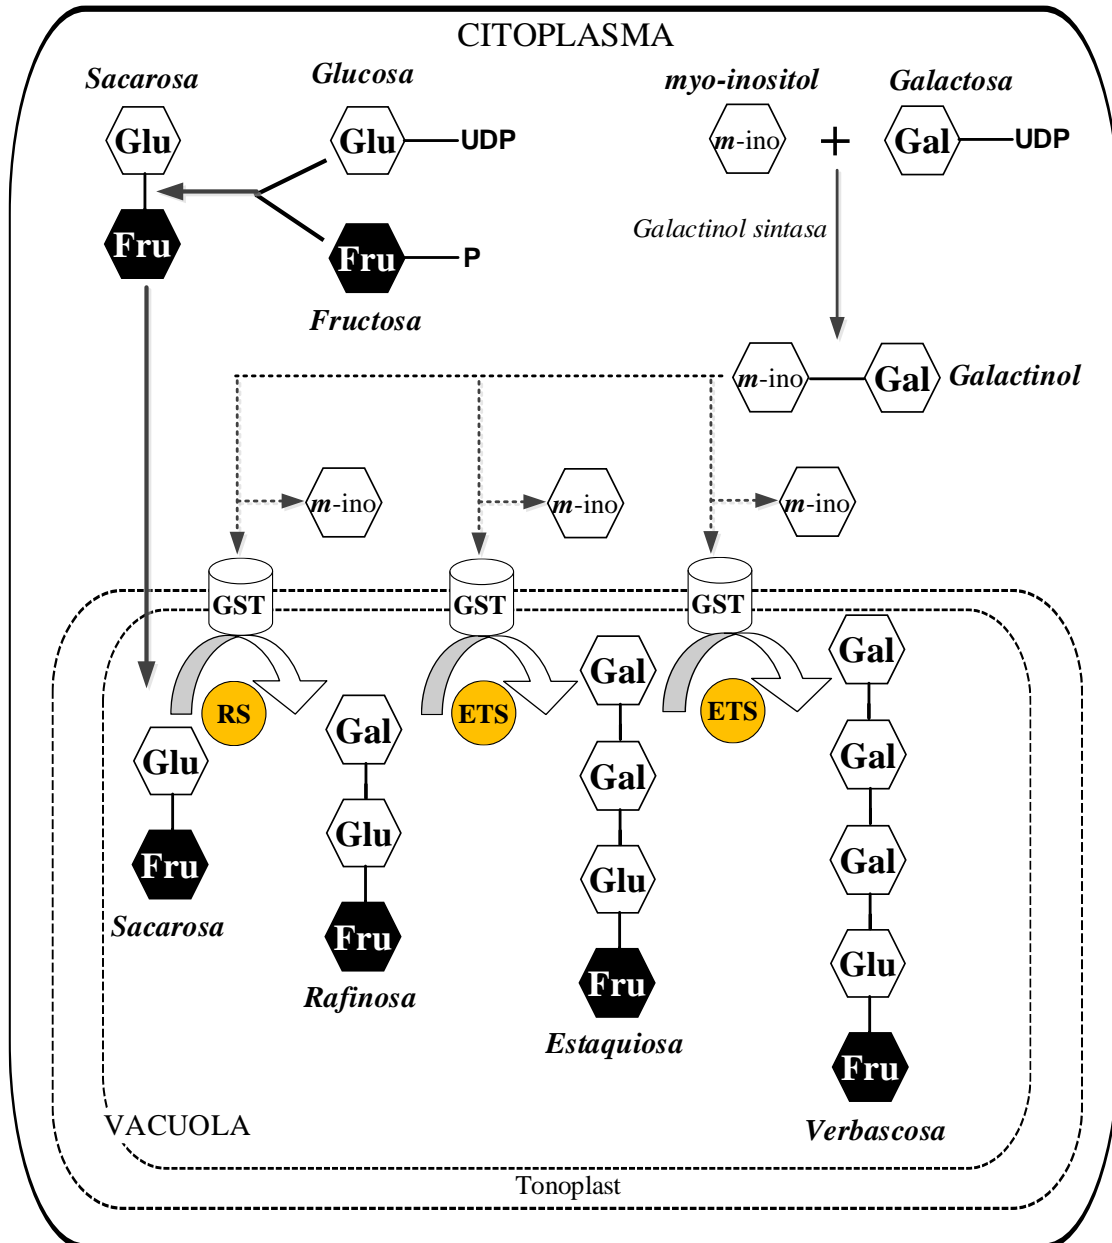 CITOPLASMA
Sacarosa
Glucosa
myo-inositol
Galactosa
Glu
Glu
UDP
m-ino
+
Gal
UDP
Galactinol sintasa
Fru
Fru
P
Fructosa
m-ino
Gal
Galactinol
m-ino
m-ino
m-ino
GST
GST
GST
RS
ETS
ETS
Glu
Fru
Sacarosa
Gal
Glu
Fru
Rafinosa
Gal
Gal
Glu
Fru
Estaquiosa
Gal
Gal
Gal
Glu
Fru
Verbascosa
VACUOLA
Tonoplast